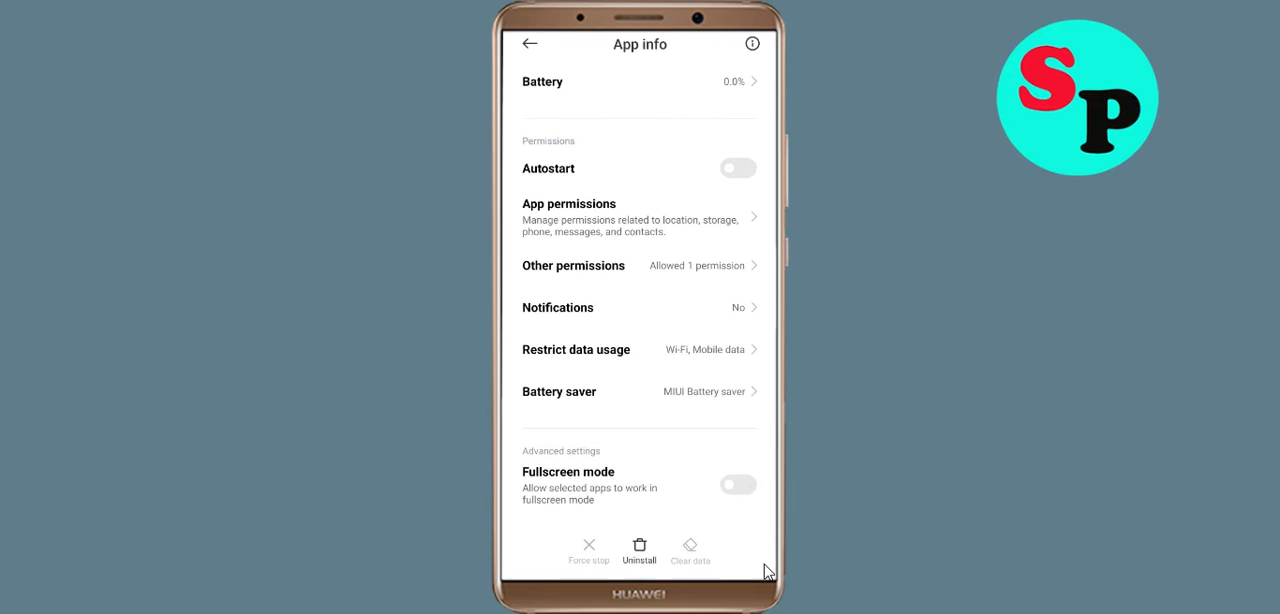 App info
Battery 0.0%
Permissions
Autostart
App permissions
Manage permissions related to location, storage,
phone, messages, and contacts.
Other permissions Allowed 1 permission
Notifications No
Restrict data usage Wi-Fi, Mobile data
Battery saver MIUI Battery saver
Advanced settings
Fullscreen mode
Allow selected apps to work in
fullscreen mode
Force stop Uninstall Clear data
HUAWEI
SP